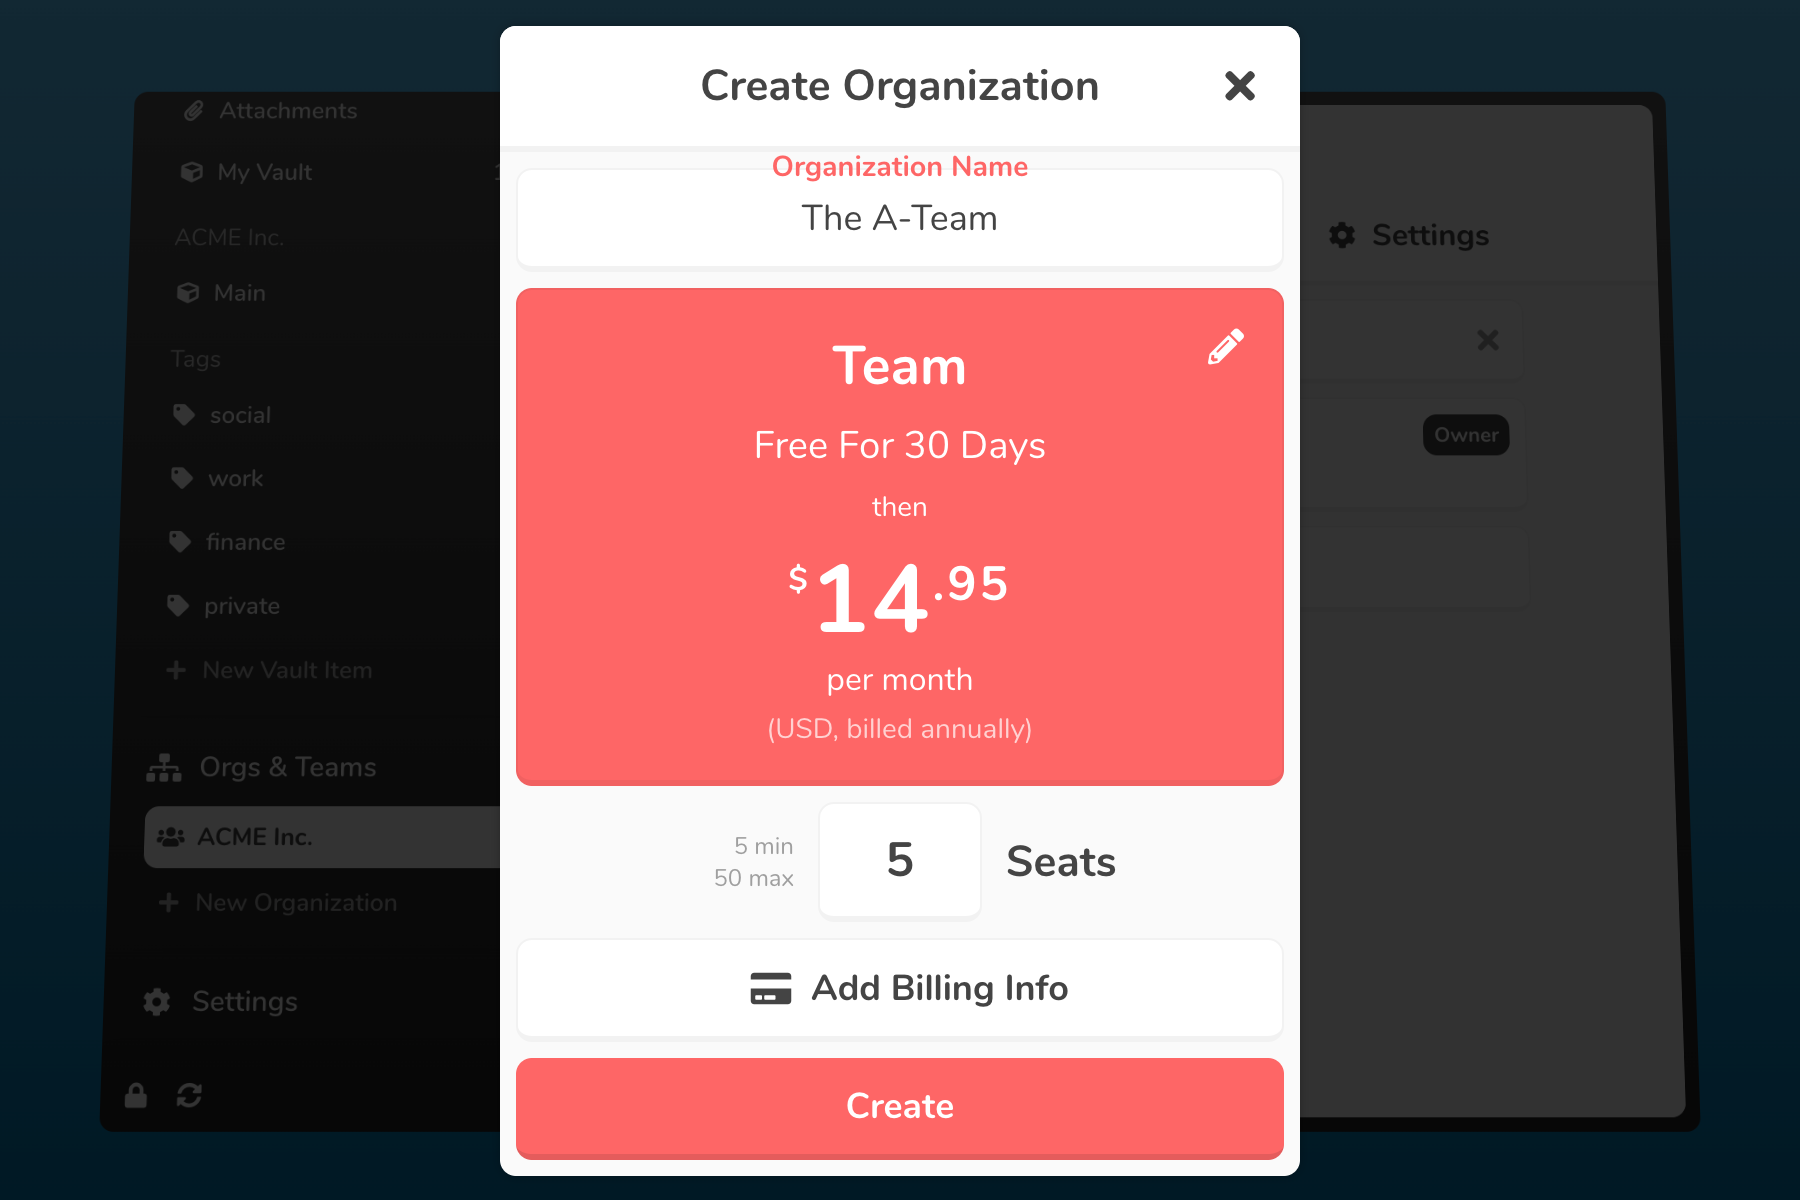 Create Organization
Organization Name
The A-Team
Team
Free For 30 Days
then
$14.95
per month
(USD, billed annually)
5 min
50 max
5
Seats
Add Billing Info
Create
Attachments
My Vault
ACME Inc.
Main
Tags
social
work
finance
private
New Vault Item
Orgs & Teams
ACME Inc.
New Organization
Settings
Settings
Owner